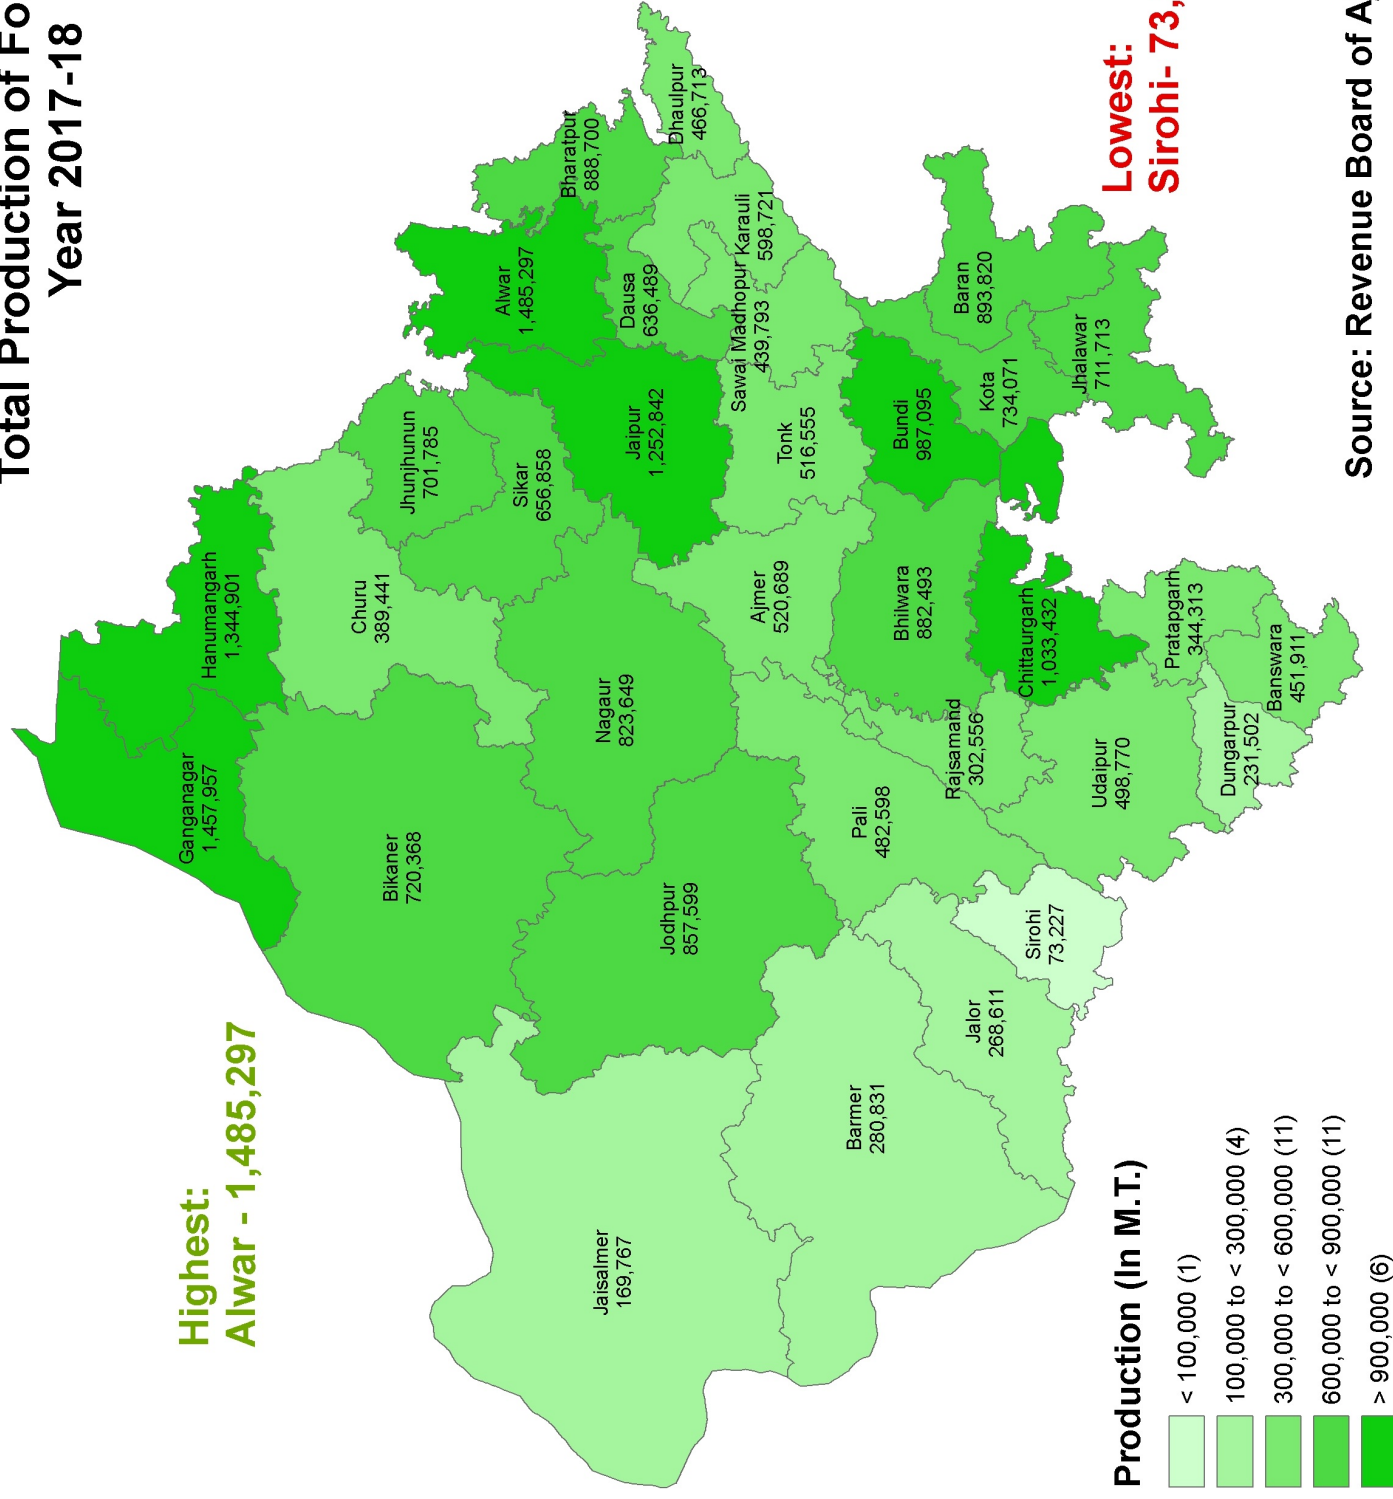 Total Production of Fo
Year 2017-18
Highest:
Alwar - 1,485,297
Ganganagar
1,457,957
Hanumangarh
1,344,901
Churu
389,441
Bikaner
720,368
Jhunjhunun
701,785
Sikar
656,858
Alwar
1,485,297
Bharatpur
888,700
Dhaulpur
466,713
Dausa
636,489
Jaipur
1,252,842
Nagaur
823,649
Jodhpur
857,599
Jaisalmer
169,767
Karauli
598,721
Sawai Madhopur
439,793
Tonk
516,555
Ajmer
520,689
Pali
482,598
Barmer
280,831
Bundi
987,095
Bhilwara
882,493
Rajsamand
302,556
Baran
893,820
Kota
734,071
Jhalawar
711,713
Chittaurgarh
1,033,432
Jalor
268,611
Sirohi
73,227
Udaipur
498,770
Pratapgarh
344,313
Dungarpur
231,502
Banswara
451,911
Lowest:
Sirohi- 73,
Production (In M.T.)
< 100,000 (1)
100,000 to < 300,000 (4)
300,000 to < 600,000 (11)
600,000 to < 900,000 (11)
> 900,000 (6)
Source: Revenue Board of A